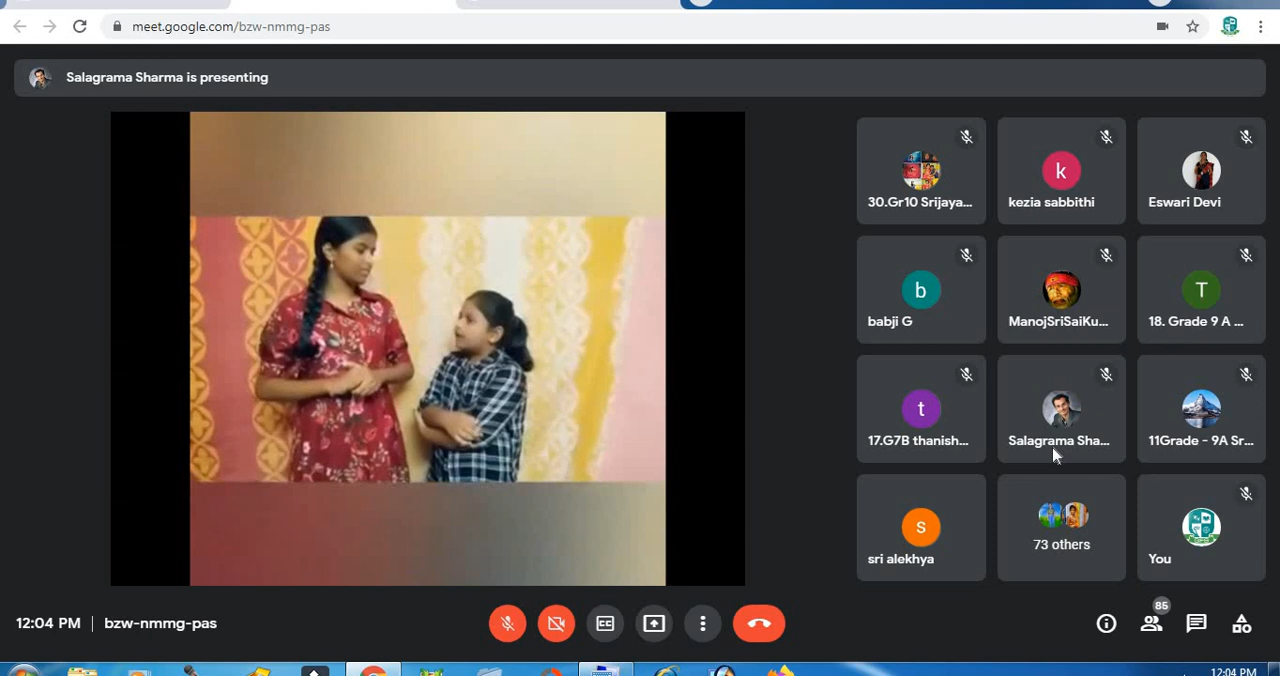 meet.google.com/bzw-nmmg-pas
Salagrama Sharma is presenting
30.Gr10 Srijaya...
k
kezia sabbithi
Eswari Devi
b
babji G
ManojSriSaiKu...
T
18. Grade 9 A ...
t
17.G7B thanish...
Salagrama Sha...
11Grade - 9A Sr...
s
sri alekhya
73 others
You
12:04 PM | bzw-nmmg-pas
85
12:04 PM